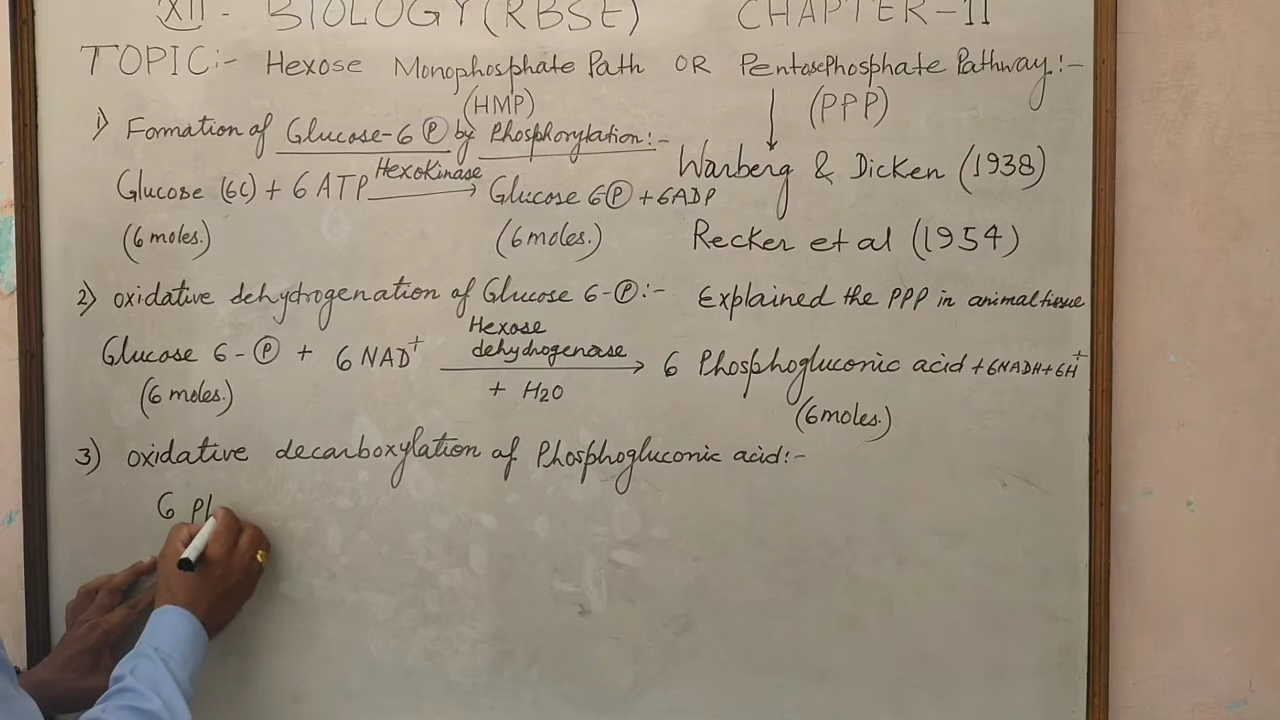 XII - BIOLOGY (RBSE) CHAPTER-11
TOPIC:- Hexose Monophosphate Path OR PentosePhosphate Pathway:-
(HMP) (PPP)
1) Formation of Glucose-6 P by Phosphorylation:-
Warberg & Dicken (1938)
Glucose (6C) + 6 ATP Hexokinase Glucose 6 P + 6ADP
(6 moles.) (6 moles.)
Recker et al (1954)
2) oxidative dehydrogenation of Glucose 6-P:- Explained the PPP in animal tissue
Glucose 6-P + 6 NAD+ Hexose dehydrogenase + H2O → 6 Phosphogluconic acid + 6NADH + 6H+
(6 moles.) (6moles.)
3) oxidative decarboxylation of Phosphogluconic acid:-
6 Ph